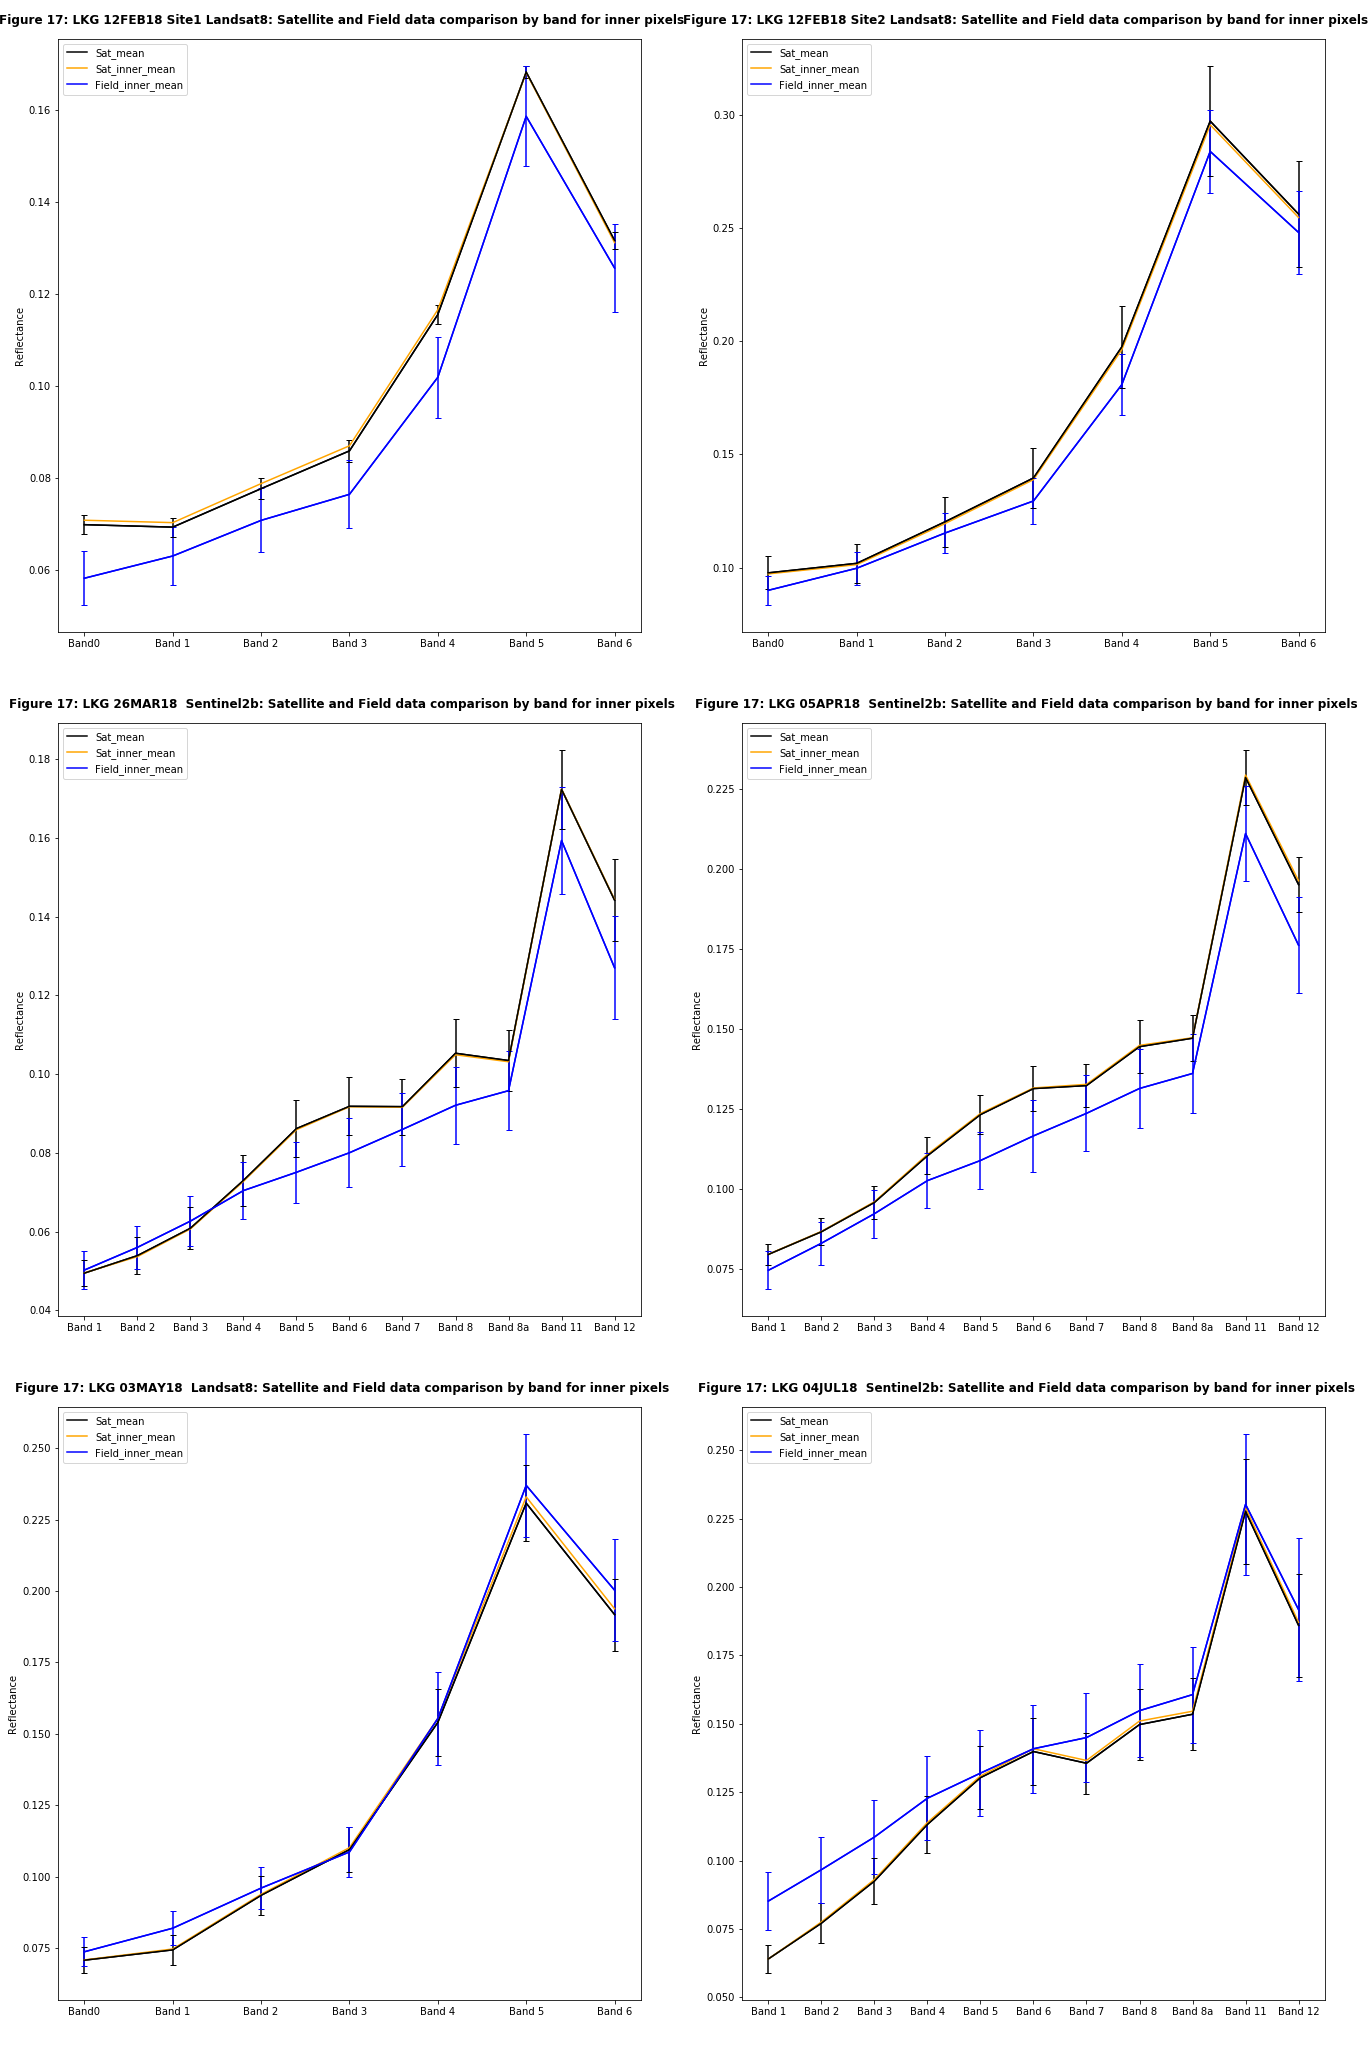 Figure 17: LKG 12FEB18 Site1 Landsat8: Satellite and Field data comparison by band for inner pixels
Sat_mean
Sat_inner_mean
Field_inner_mean
Reflectance
0.16
0.14
0.12
0.10
0.08
0.06
Band0 Band 1 Band 2 Band 3 Band 4 Band 5 Band 6
Figure 17: LKG 12FEB18 Site2 Landsat8: Satellite and Field data comparison by band for inner pixels
Sat_mean
Sat_inner_mean
Field_inner_mean
Reflectance
0.30
0.25
0.20
0.15
0.10
Band0 Band 1 Band 2 Band 3 Band 4 Band 5 Band 6
Figure 17: LKG 26MAR18  Sentinel2b: Satellite and Field data comparison by band for inner pixels
Sat_mean
Sat_inner_mean
Field_inner_mean
Reflectance
0.18
0.16
0.14
0.12
0.10
0.08
0.06
0.04
Band 1 Band 2 Band 3 Band 4 Band 5 Band 6 Band 7 Band 8 Band 8a Band 11 Band 12
Figure 17: LKG 05APR18  Sentinel2b: Satellite and Field data comparison by band for inner pixels
Sat_mean
Sat_inner_mean
Field_inner_mean
Reflectance
0.225
0.200
0.175
0.150
0.125
0.100
0.075
Band 1 Band 2 Band 3 Band 4 Band 5 Band 6 Band 7 Band 8 Band 8a Band 11 Band 12
Figure 17: LKG 03MAY18  Landsat8: Satellite and Field data comparison by band for inner pixels
Sat_mean
Sat_inner_mean
Field_inner_mean
Reflectance
0.250
0.225
0.200
0.175
0.150
0.125
0.100
0.075
Band0 Band 1 Band 2 Band 3 Band 4 Band 5 Band 6
Figure 17: LKG 04JUL18  Sentinel2b: Satellite and Field data comparison by band for inner pixels
Sat_mean
Sat_inner_mean
Field_inner_mean
Reflectance
0.250
0.225
0.200
0.175
0.150
0.125
0.100
0.075
0.050
Band 1 Band 2 Band 3 Band 4 Band 5 Band 6 Band 7 Band 8 Band 8a Band 11 Band 12